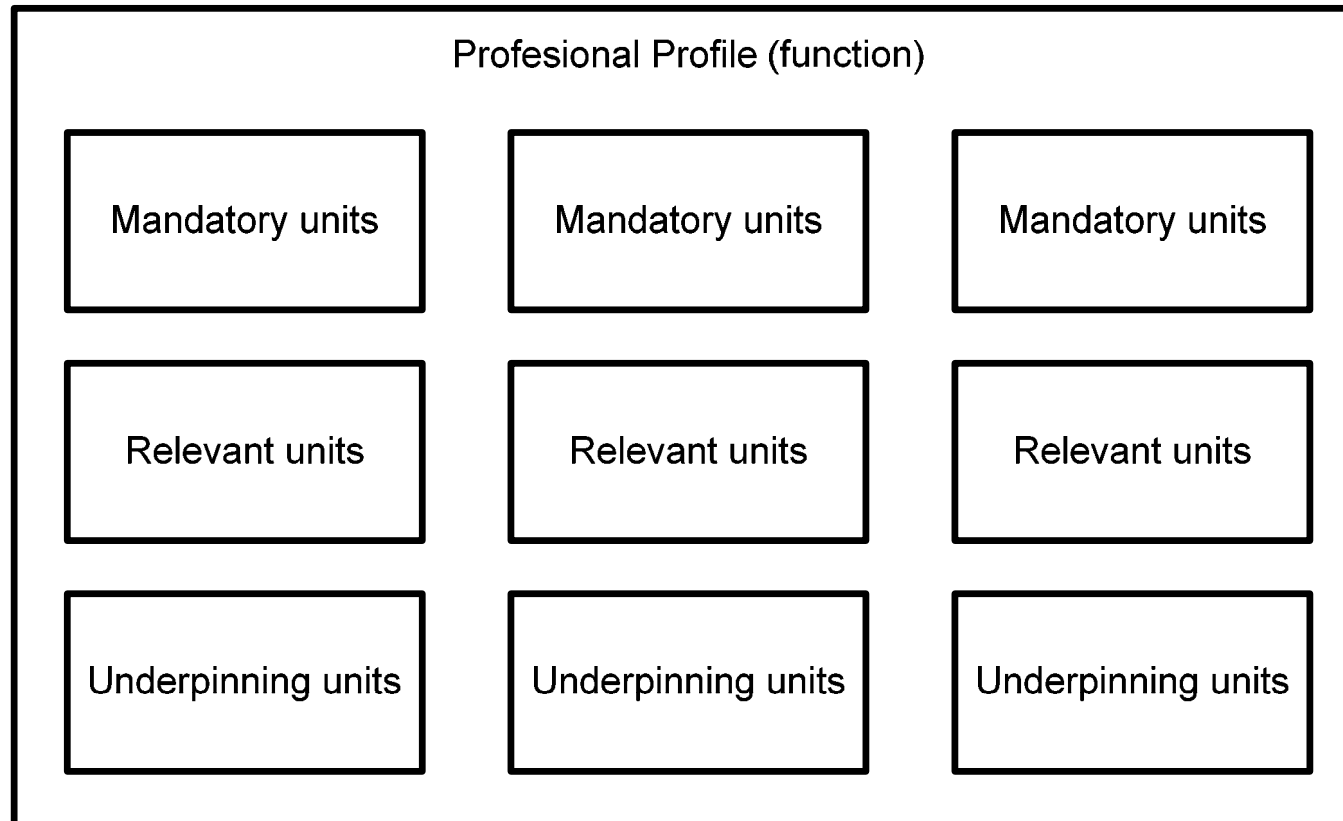 Profesional Profile (function)
Mandatory units
Mandatory units
Mandatory units
Relevant units
Relevant units
Relevant units
Underpinning units
Underpinning units
Underpinning units